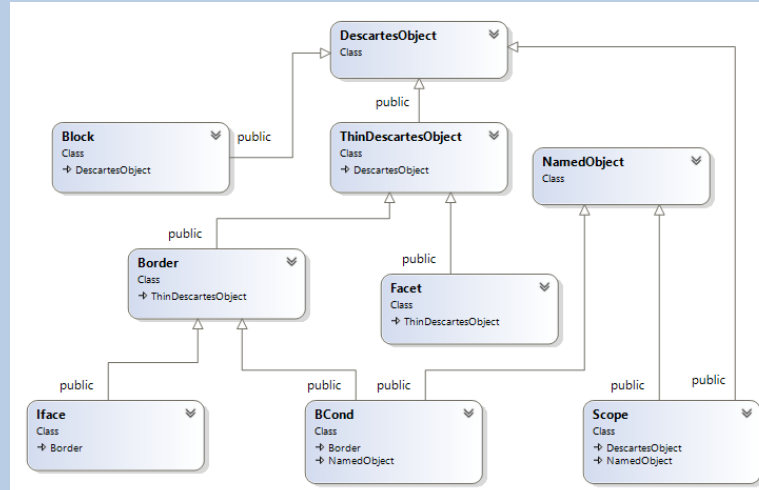 DescartesObject
Class
public
Block
Class
→ DescartesObject
public
ThinDescartesObject
Class
→ DescartesObject
NamedObject
Class
public
Border
Class
→ ThinDescartesObject
public
Facet
Class
→ ThinDescartesObject
public
public
public
public
public
Iface
Class
→ Border
BCond
Class
→ Border
→ NamedObject
Scope
Class
→ DescartesObject
→ NamedObject